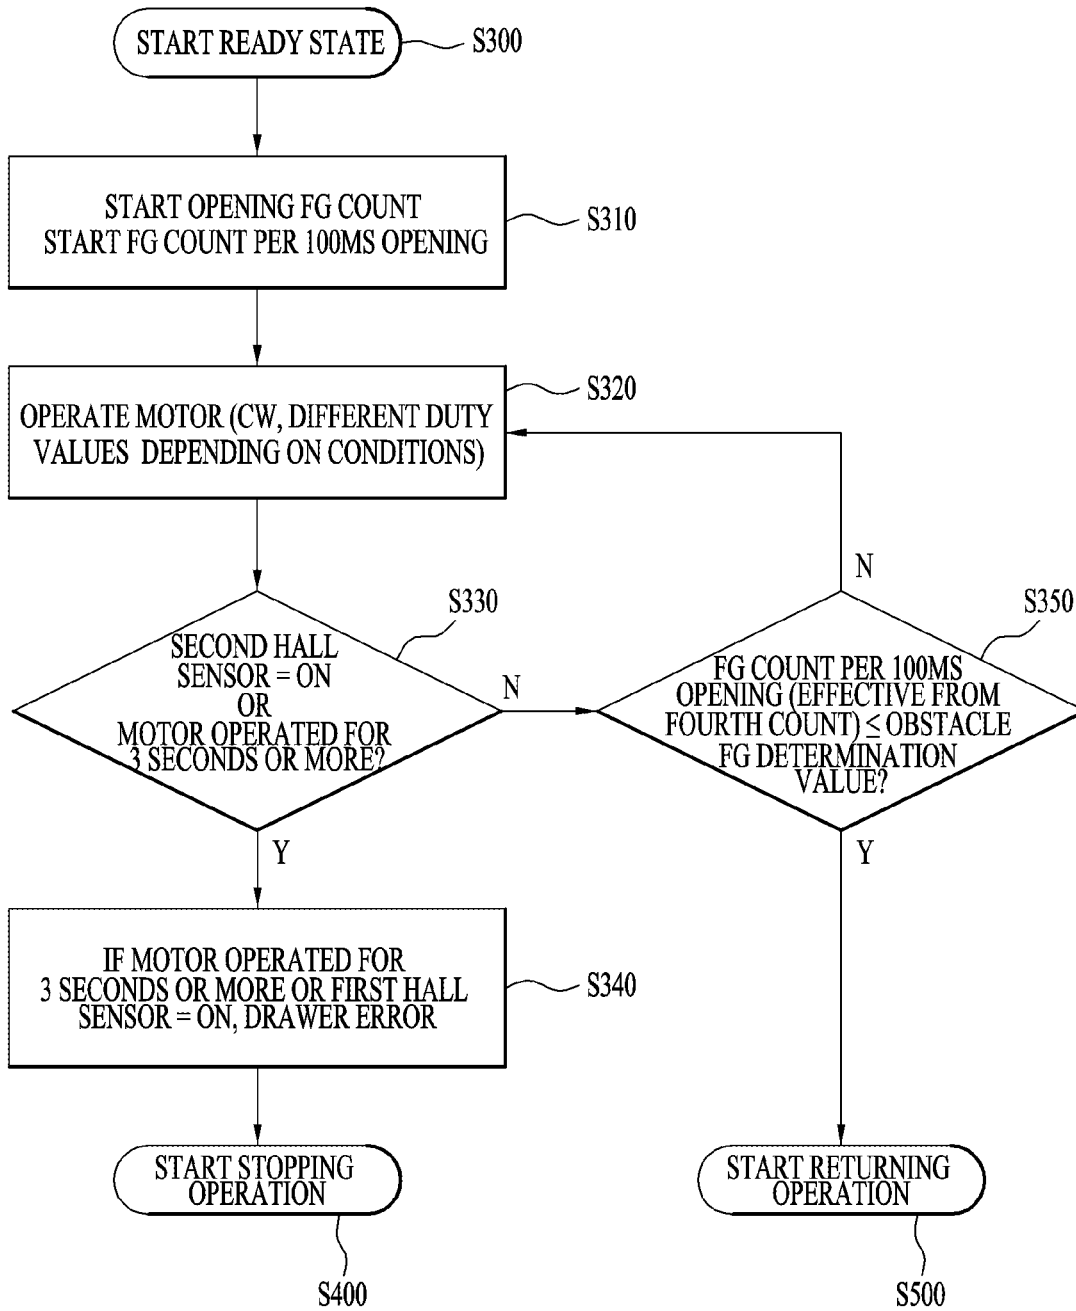 START READY STATE
S300
START OPENING FG COUNT
START FG COUNT PER 100MS OPENING
S310
OPERATE MOTOR (CW, DIFFERENT DUTY
VALUES DEPENDING ON CONDITIONS)
S320
SECOND HALL
SENSOR = ON
OR
MOTOR OPERATED FOR
3 SECONDS OR MORE?
S330
N
Y
FG COUNT PER 100MS
OPENING (EFFECTIVE FROM
FOURTH COUNT) ≤ OBSTACLE
FG DETERMINATION
VALUE?
S350
N
Y
IF MOTOR OPERATED FOR
3 SECONDS OR MORE OR FIRST HALL
SENSOR = ON, DRAWER ERROR
S340
START STOPPING
OPERATION
S400
START RETURNING
OPERATION
S500